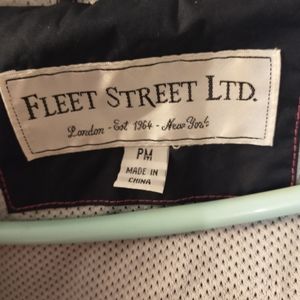 FLEET STREET LTD.
London - Est 1964 - New York
PM
MADE IN
CHINA